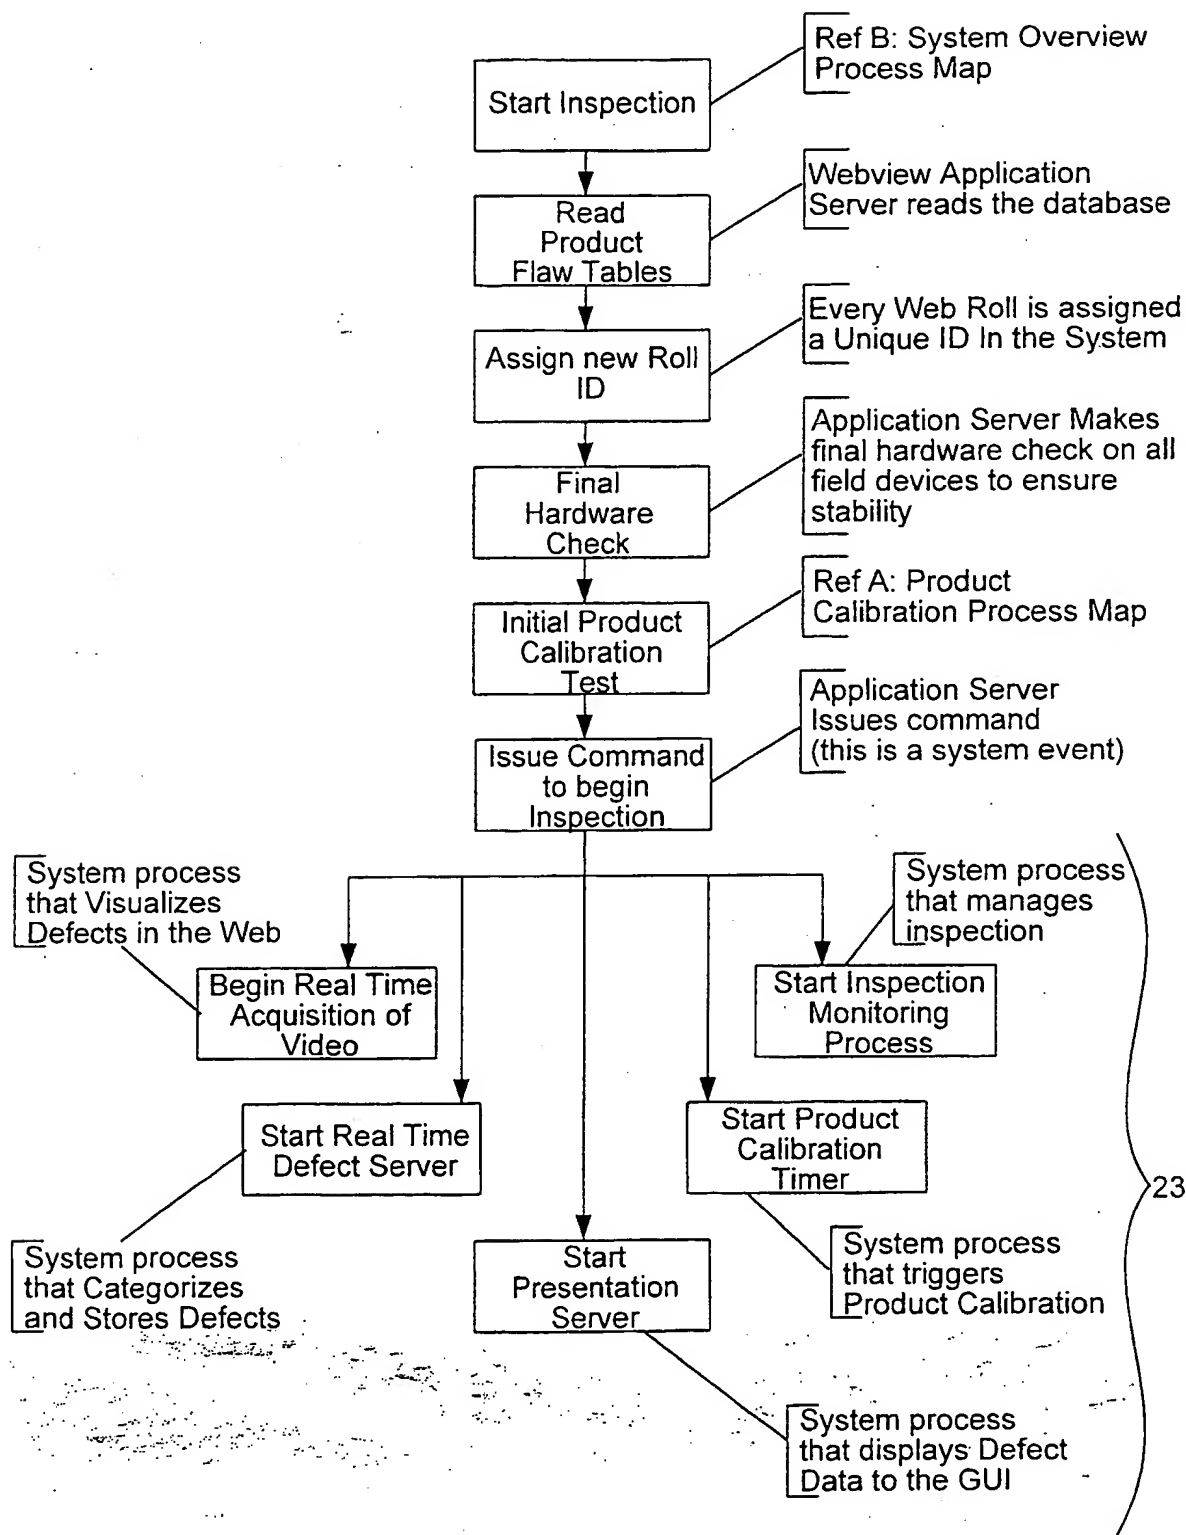 Ref B: System Overview
Process Map
Start Inspection
Webview Application
Server reads the database
Read
Product
Flaw Tables
Every Web Roll is assigned
a Unique ID In the System
Assign new Roll
ID
Application Server Makes
final hardware check on all
field devices to ensure
stability
Final
Hardware
Check
Ref A: Product
Calibration Process Map
Initial Product
Calibration
Test
Application Server
Issues command
(this is a system event)
Issue Command
to begin
Inspection
System process
that Visualizes
Defects in the Web
System process
that manages
inspection
Begin Real Time
Acquisition of
Video
Start Inspection
Monitoring
Process
Start Real Time
Defect Server
Start Product
Calibration
Timer
23
System process
that Categorizes
and Stores Defects
Start
Presentation
Server
System process
that triggers
Product Calibration
System process
that displays Defect
Data to the GUI